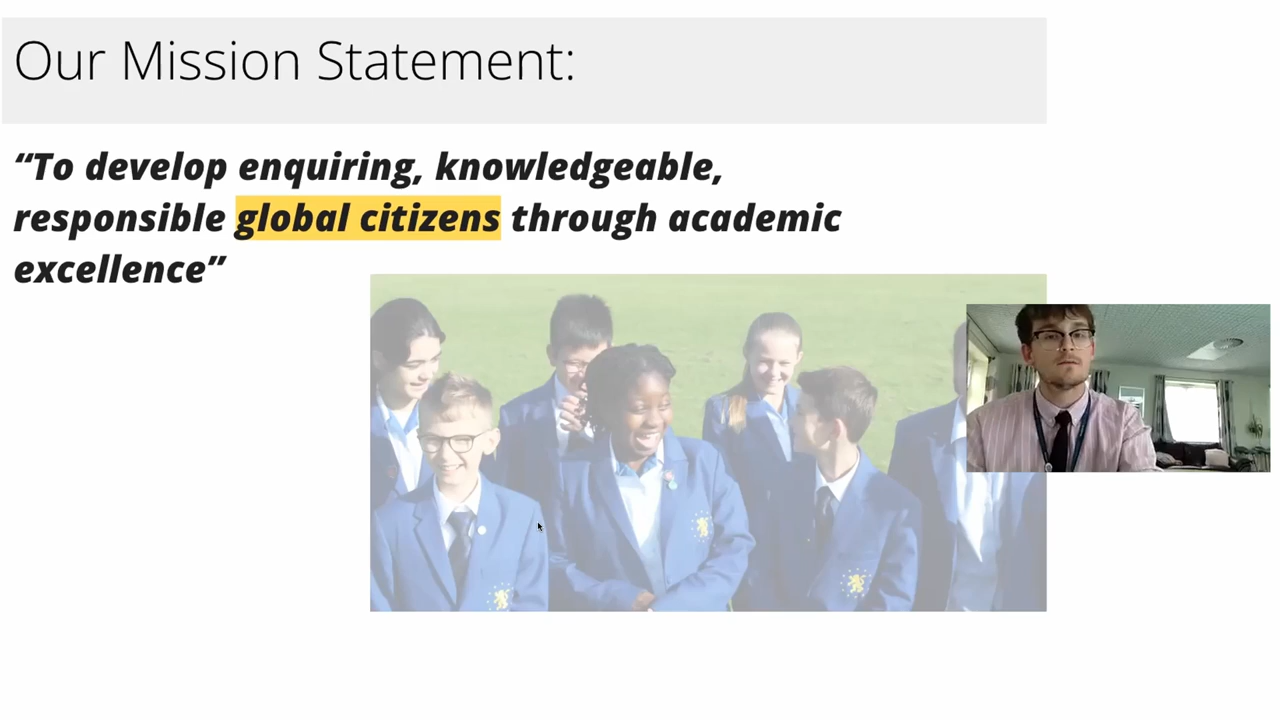 Our Mission Statement:
“To develop enquiring, knowledgeable,
responsible global citizens through academic
excellence”